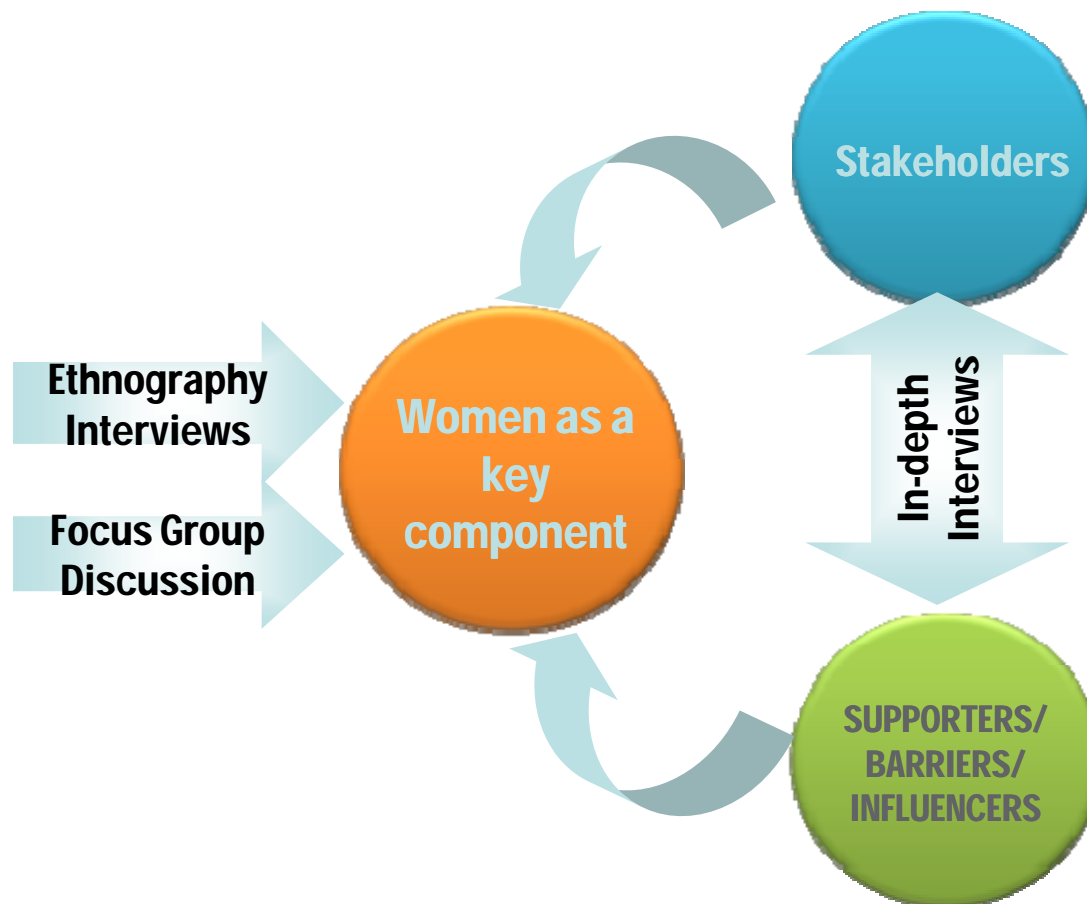 Stakeholders
Ethnography
Interviews
Women as a
key
component
In-depth
Interviews
Focus Group
Discussion
SUPPORTERS/
BARRIERS/
INFLUENCERS